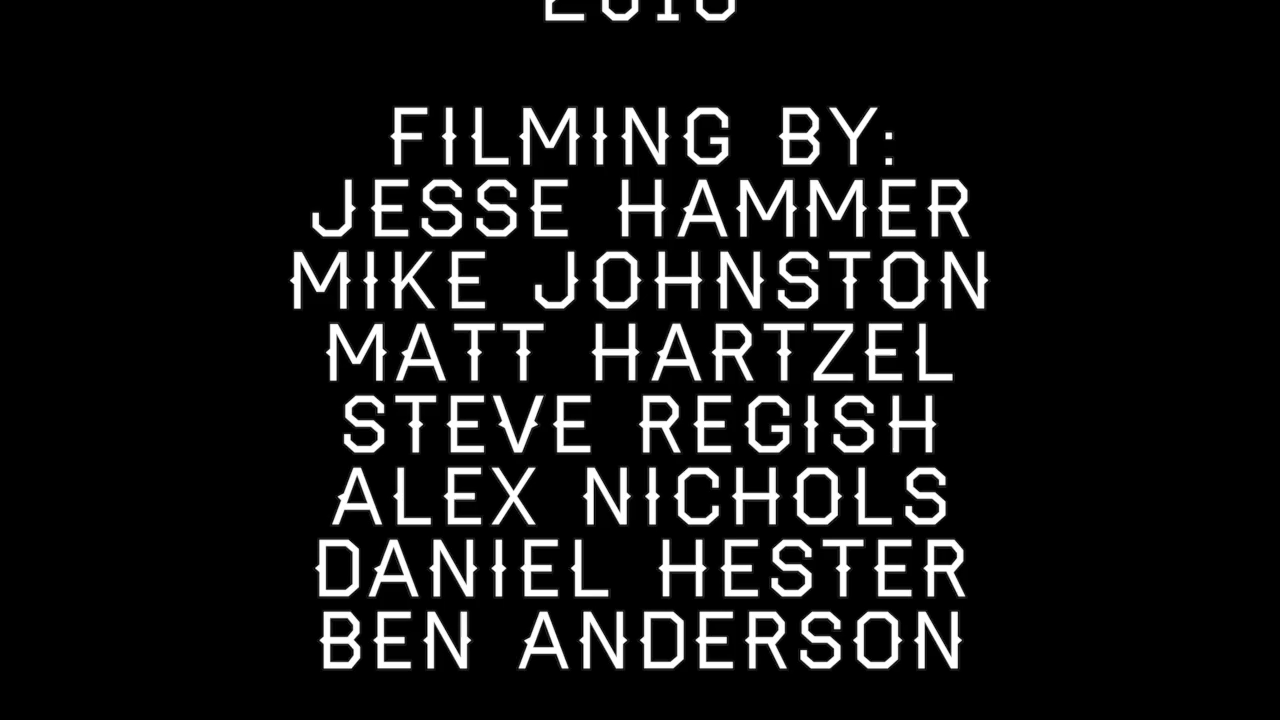 FILMING BY:
JESSE HAMMER
MIKE JOHNSTON
MATT HARTZEL
STEVE REGISH
ALEX NICHOLS
DANIEL HESTER
BEN ANDERSON